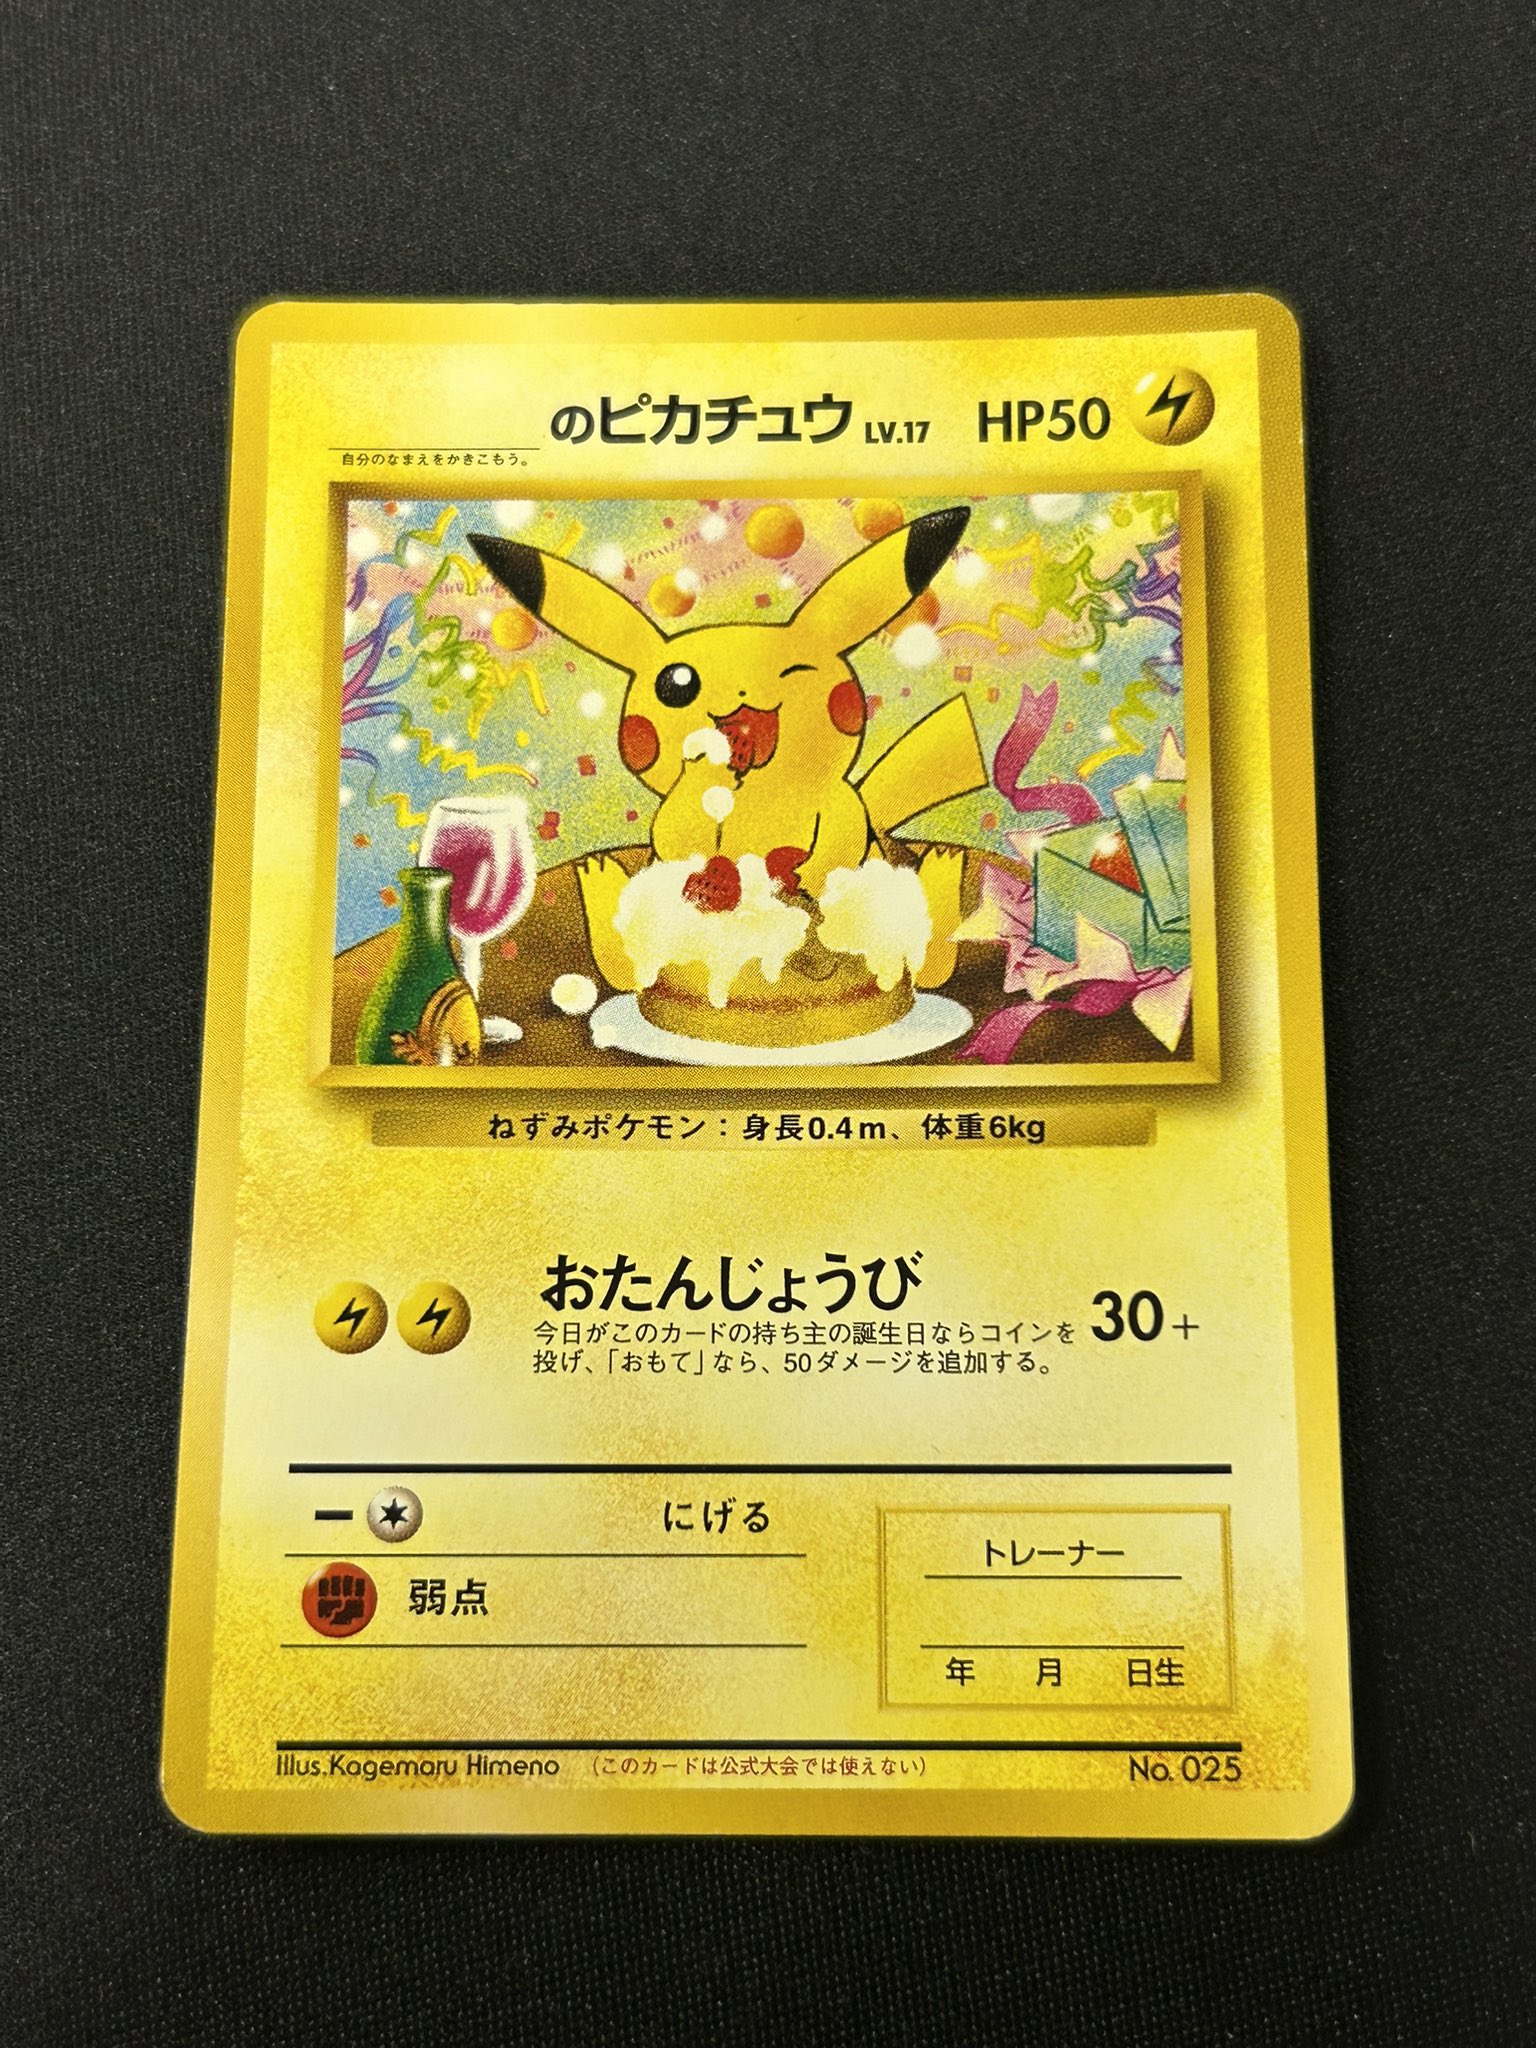 のピカチュウ LV.17 HP50
自分のなまえをかきこもう。
ねずみポケモン：身長0.4m、体重6kg
おたんじょうび 30+
今日がこのカードの持ち主の誕生日ならコインを
投げ、「おもて」なら、50ダメージを追加する。
ー にげる
トレーナー
弱点
年 月 日生
Illus.Kagemaru Himeno （このカードは公式大会では使えない） No. 025